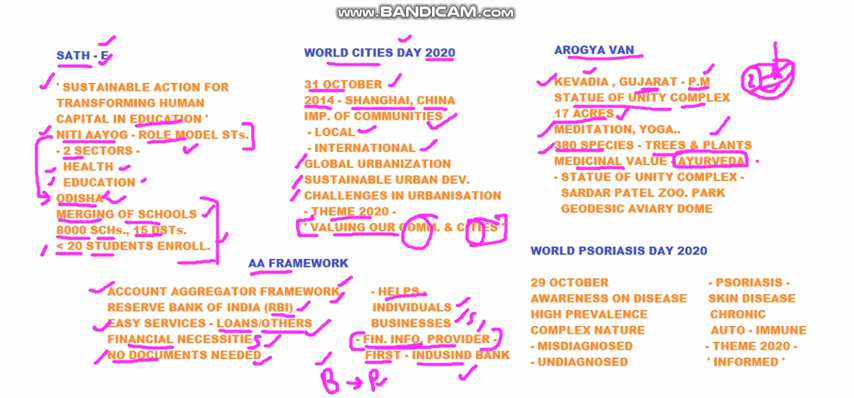 www.BANDICAM.com
SATH - E
' SUSTAINABLE ACTION FOR
TRANSFORMING HUMAN
CAPITAL IN EDUCATION '
NITI AAYOG - ROLE MODEL STs.
- 2 SECTORS -
HEALTH
EDUCATION
ODISHA
MERGING OF SCHOOLS
8000 SCHs., 15 DSTs.
< 20 STUDENTS ENROLL.
WORLD CITIES DAY 2020
31 OCTOBER
2014 - SHANGHAI, CHINA
IMP. OF COMMUNITIES
- LOCAL
- INTERNATIONAL
GLOBAL URBANIZATION
SUSTAINABLE URBAN DEV.
CHALLENGES IN URBANISATION
- THEME 2020 -
' VALUING OUR COMM. & CITIES '
AROGYA VAN
KEVADIA , GUJARAT - P.M
STATUE OF UNITY COMPLEX
17 ACRES
MEDITATION, YOGA..
380 SPECIES - TREES & PLANTS
MEDICINAL VALUE - AYURVEDA
- STATUE OF UNITY COMPLEX -
SARDAR PATEL ZOO. PARK
GEODESIC AVIARY DOME
AA FRAMEWORK
ACCOUNT AGGREGATOR FRAMEWORK
RESERVE BANK OF INDIA (RBI)
EASY SERVICES - LOANS/OTHERS
FINANCIAL NECESSITIES
NO DOCUMENTS NEEDED
- HELPS -
INDIVIDUALS
BUSINESSES
- FIN. INFO. PROVIDER -
FIRST - INDUSIND BANK
B → P
WORLD PSORIASIS DAY 2020
29 OCTOBER
AWARENESS ON DISEASE
HIGH PREVALENCE
COMPLEX NATURE
- MISDIAGNOSED
- UNDIAGNOSED
- PSORIASIS -
SKIN DISEASE
CHRONIC
AUTO - IMMUNE
- THEME 2020 -
' INFORMED '